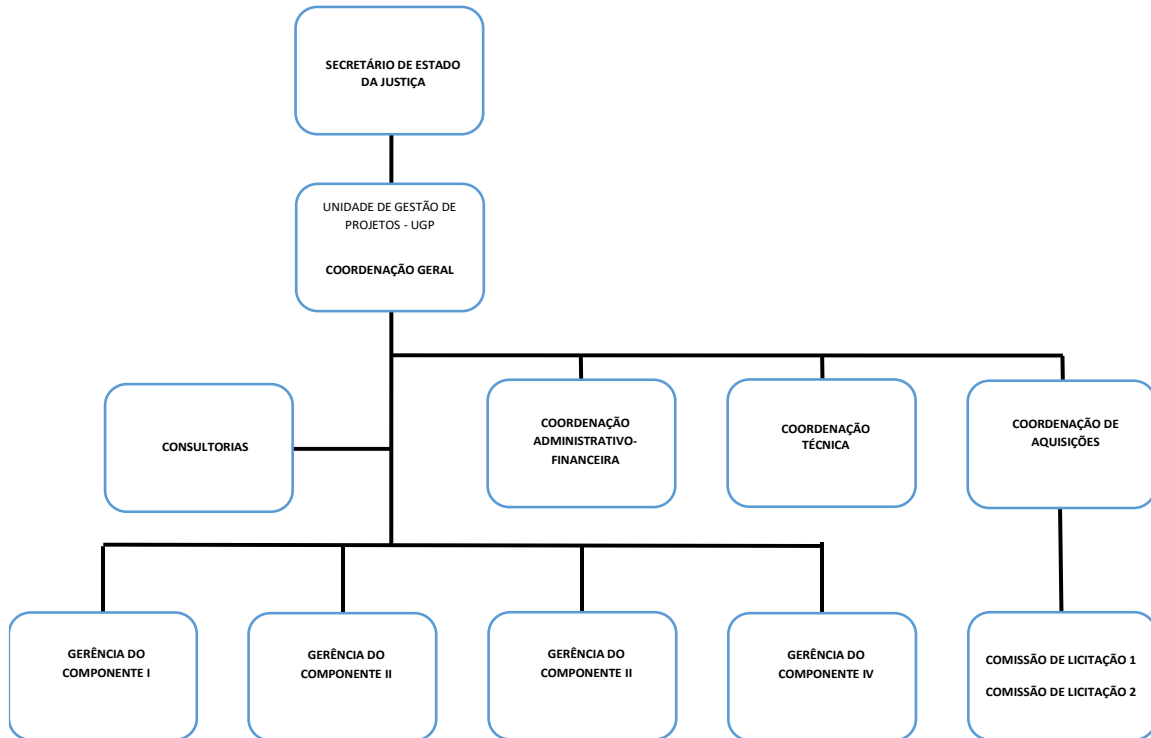 SECRETÁRIO DE ESTADO
DA JUSTIÇA
UNIDADE DE GESTÃO DE
PROJETOS - UGP
COORDENAÇÃO GERAL
CONSULTORIAS
COORDENAÇÃO
ADMINISTRATIVO-
FINANCEIRA
COORDENAÇÃO
TÉCNICA
COORDENAÇÃO DE
AQUISIÇÕES
GERÊNCIA DO
COMPONENTE I
GERÊNCIA DO
COMPONENTE II
GERÊNCIA DO
COMPONENTE II
GERÊNCIA DO
COMPONENTE IV
COMISSÃO DE LICITAÇÃO 1
COMISSÃO DE LICITAÇÃO 2